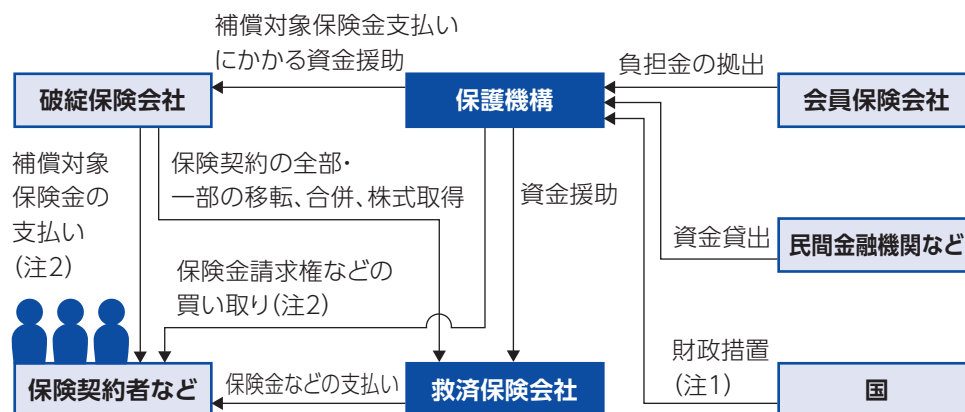 補償対象保険金支払い
にかかる資金援助
負担金の拠出
破綻保険会社
保護機構
会員保険会社
補償対象
保険金の
支払い
(注2)
保険契約の全部・
一部の移転、合併、株式取得
資金援助
資金貸出
民間金融機関など
保険金請求権などの
買い取り(注2)
財政措置
(注1)
保険契約者など
保険金などの支払い
救済保険会社
国